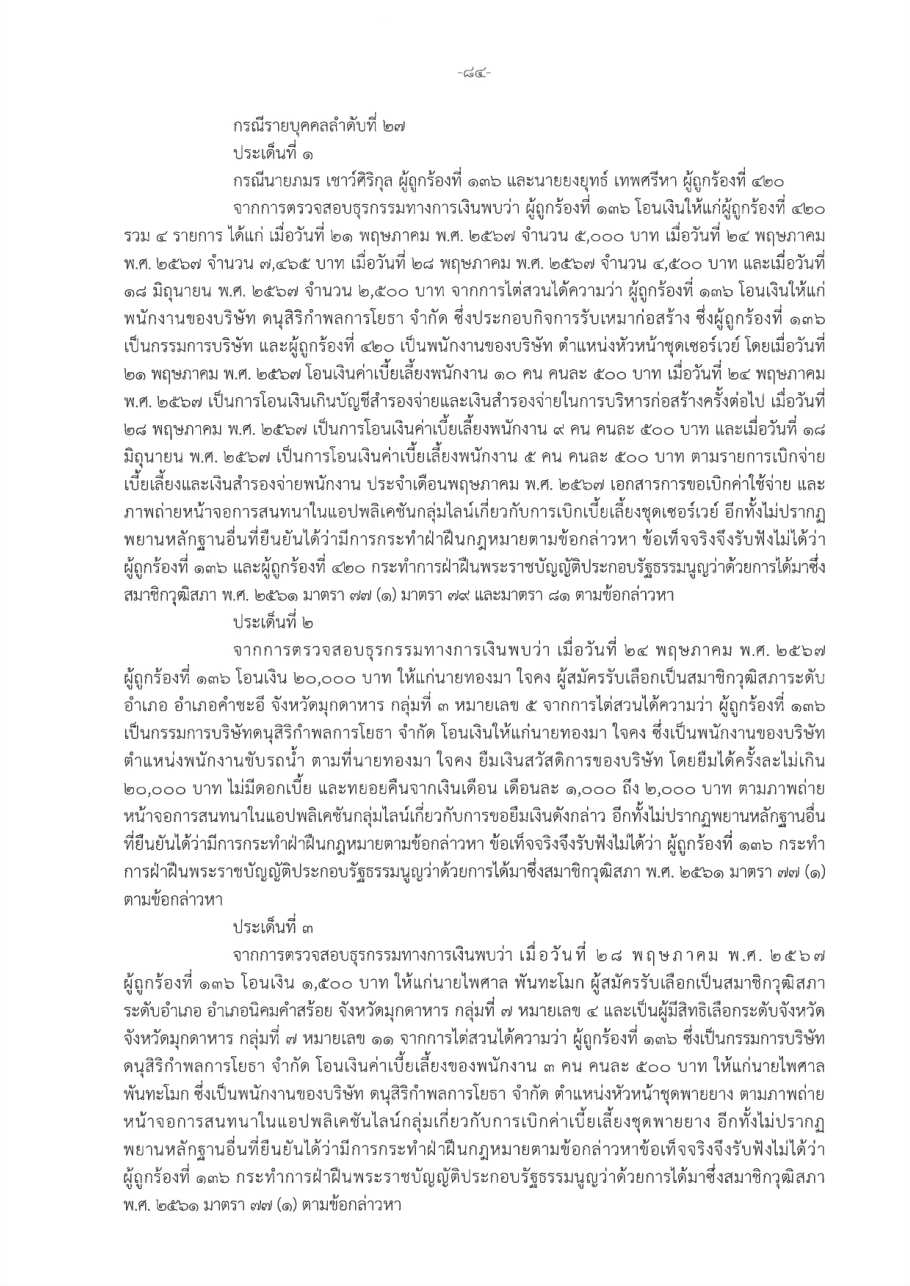 -๘๔-
กรณีรายบุคคลลำดับที่ ๒๗
ประเด็นที่ ๑
กรณีนายภมร เชาว์ศิริกุล ผู้ถูกร้องที่ ๑๓๖ และนายยงยุทธ์ เทพศรีหา ผู้ถูกร้องที่ ๔๒๐
จากการตรวจสอบธุรกรรมทางการเงินพบว่า ผู้ถูกร้องที่ ๑๓๖ โอนเงินให้แก่ผู้ถูกร้องที่ ๔๒๐
รวม ๔ รายการ ได้แก่ เมื่อวันที่ ๒๑ พฤษภาคม พ.ศ. ๒๕๖๗ จำนวน ๕,๐๐๐ บาท เมื่อวันที่ ๒๔ พฤษภาคม
พ.ศ. ๒๕๖๗ จำนวน ๗,๔๖๕ บาท เมื่อวันที่ ๒๘ พฤษภาคม พ.ศ. ๒๕๖๗ จำนวน ๔,๕๐๐ บาท และเมื่อวันที่
๑๘ มิถุนายน พ.ศ. ๒๕๖๗ จำนวน ๒,๕๐๐ บาท จากการไต่สวนได้ความว่า ผู้ถูกร้องที่ ๑๓๖ โอนเงินให้แก่
พนักงานของบริษัท ดนุสิริกำพลการโยธา จำกัด ซึ่งประกอบกิจการรับเหมาก่อสร้าง ซึ่งผู้ถูกร้องที่ ๑๓๖
เป็นกรรมการบริษัท และผู้ถูกร้องที่ ๔๒๐ เป็นพนักงานของบริษัท ตำแหน่งหัวหน้าชุดเซอร์เวย์ โดยเมื่อวันที่
๒๑ พฤษภาคม พ.ศ. ๒๕๖๗ โอนเงินค่าเบี้ยเลี้ยงพนักงาน ๑๐ คน คนละ ๕๐๐ บาท เมื่อวันที่ ๒๔ พฤษภาคม
พ.ศ. ๒๕๖๗ เป็นการโอนเงินเกินบัญชีสำรองจ่ายและเงินสำรองจ่ายในการบริหารก่อสร้างครั้งต่อไป เมื่อวันที่
๒๘ พฤษภาคม พ.ศ. ๒๕๖๗ เป็นการโอนเงินค่าเบี้ยเลี้ยงพนักงาน ๙ คน คนละ ๕๐๐ บาท และเมื่อวันที่ ๑๘
มิถุนายน พ.ศ. ๒๕๖๗ เป็นการโอนเงินค่าเบี้ยเลี้ยงพนักงาน ๕ คน คนละ ๕๐๐ บาท ตามรายการเบิกจ่าย
เบี้ยเลี้ยงและเงินสำรองจ่ายพนักงาน ประจำเดือนพฤษภาคม พ.ศ. ๒๕๖๗ เอกสารการขอเบิกค่าใช้จ่าย และ
ภาพถ่ายหน้าจอการสนทนาในแอปพลิเคชันกลุ่มไลน์เกี่ยวกับการเบิกเบี้ยเลี้ยงชุดเซอร์เวย์ อีกทั้งไม่ปรากฏ
พยานหลักฐานอื่นที่ยืนยันได้ว่ามีการกระทำฝ่าฝืนกฎหมายตามข้อกล่าวหา ข้อเท็จจริงจึงรับฟังไม่ได้ว่า
ผู้ถูกร้องที่ ๑๓๖ และผู้ถูกร้องที่ ๔๒๐ กระทำการฝ่าฝืนพระราชบัญญัติประกอบรัฐธรรมนูญว่าด้วยการได้มาซึ่ง
สมาชิกวุฒิสภา พ.ศ. ๒๕๖๑ มาตรา ๗๗ (๑) มาตรา ๗๙ และมาตรา ๘๑ ตามข้อกล่าวหา
ประเด็นที่ ๒
จากการตรวจสอบธุรกรรมทางการเงินพบว่า เมื่อวันที่ ๒๔ พฤษภาคม พ.ศ. ๒๕๖๗
ผู้ถูกร้องที่ ๑๓๖ โอนเงิน ๒๐,๐๐๐ บาท ให้แก่นายทองมา ใจคง ผู้สมัครรับเลือกเป็นสมาชิกวุฒิสภาระดับ
อำเภอ อำเภอคำชะอี จังหวัดมุกดาหาร กลุ่มที่ ๓ หมายเลข ๕ จากการไต่สวนได้ความว่า ผู้ถูกร้องที่ ๑๓๖
เป็นกรรมการบริษัทดนุสิริกำพลการโยธา จำกัด โอนเงินให้แก่นายทองมา ใจคง ซึ่งเป็นพนักงานของบริษัท
ตำแหน่งพนักงานขับรถน้ำ ตามที่นายทองมา ใจคง ยืมเงินสวัสดิการของบริษัท โดยยืมได้ครั้งละไม่เกิน
๒๐,๐๐๐ บาท ไม่มีดอกเบี้ย และทยอยคืนจากเงินเดือน เดือนละ ๑,๐๐๐ ถึง ๒,๐๐๐ บาท ตามภาพถ่าย
หน้าจอการสนทนาในแอปพลิเคชันกลุ่มไลน์เกี่ยวกับการขอยืมเงินดังกล่าว อีกทั้งไม่ปรากฏพยานหลักฐานอื่น
ที่ยืนยันได้ว่ามีการกระทำฝ่าฝืนกฎหมายตามข้อกล่าวหา ข้อเท็จจริงจึงรับฟังไม่ได้ว่า ผู้ถูกร้องที่ ๑๓๖ กระทำ
การฝ่าฝืนพระราชบัญญัติประกอบรัฐธรรมนูญว่าด้วยการได้มาซึ่งสมาชิกวุฒิสภา พ.ศ. ๒๕๖๑ มาตรา ๗๗ (๑)
ตามข้อกล่าวหา
ประเด็นที่ ๓
จากการตรวจสอบธุรกรรมทางการเงินพบว่า เมื่อวันที่ ๒๘ พฤษภาคม พ.ศ. ๒๕๖๗
ผู้ถูกร้องที่ ๑๓๖ โอนเงิน ๑,๕๐๐ บาท ให้แก่นายไพศาล พันทะโมก ผู้สมัครรับเลือกเป็นสมาชิกวุฒิสภา
ระดับอำเภอ อำเภอนิคมคำสร้อย จังหวัดมุกดาหาร กลุ่มที่ ๗ หมายเลข ๔ และเป็นผู้มีสิทธิเลือกระดับจังหวัด
จังหวัดมุกดาหาร กลุ่มที่ ๗ หมายเลข ๑๑ จากการไต่สวนได้ความว่า ผู้ถูกร้องที่ ๑๓๖ ซึ่งเป็นกรรมการบริษัท
ดนุสิริกำพลการโยธา จำกัด โอนเงินค่าเบี้ยเลี้ยงของพนักงาน ๓ คน คนละ ๕๐๐ บาท ให้แก่นายไพศาล
พันทะโมก ซึ่งเป็นพนักงานของบริษัท ดนุสิริกำพลการโยธา จำกัด ตำแหน่งหัวหน้าชุดพายยาง ตามภาพถ่าย
หน้าจอการสนทนาในแอปพลิเคชันไลน์กลุ่มเกี่ยวกับการเบิกค่าเบี้ยเลี้ยงชุดพายยาง อีกทั้งไม่ปรากฏ
พยานหลักฐานอื่นที่ยืนยันได้ว่ามีการกระทำฝ่าฝืนกฎหมายตามข้อกล่าวหาข้อเท็จจริงจึงรับฟังไม่ได้ว่า
ผู้ถูกร้องที่ ๑๓๖ กระทำการฝ่าฝืนพระราชบัญญัติประกอบรัฐธรรมนูญว่าด้วยการได้มาซึ่งสมาชิกวุฒิสภา
พ.ศ. ๒๕๖๑ มาตรา ๗๗ (๑) ตามข้อกล่าวหา